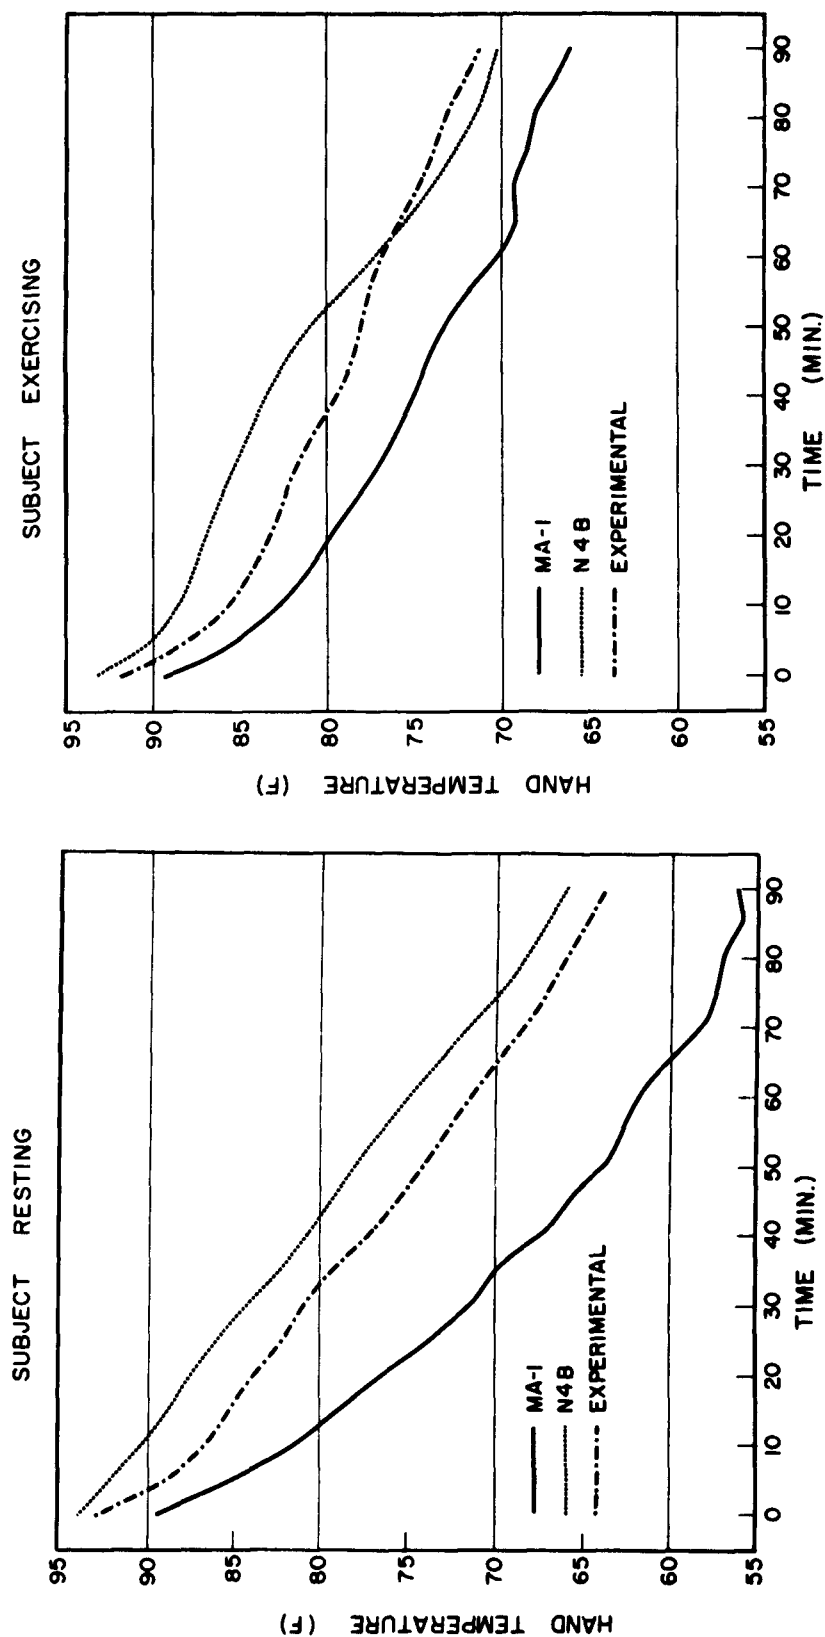 SUBJECT RESTING
HAND TEMPERATURE (F)
95
90
85
80
75
70
65
60
55
MA-1
N4B
EXPERIMENTAL
0 10 20 30 40 50 60 70 80 90
TIME (MIN.)
SUBJECT EXERCISING
HAND TEMPERATURE (F)
95
90
85
80
75
70
65
60
55
MA-1
N4B
EXPERIMENTAL
0 10 20 30 40 50 60 70 80 90
TIME (MIN.)